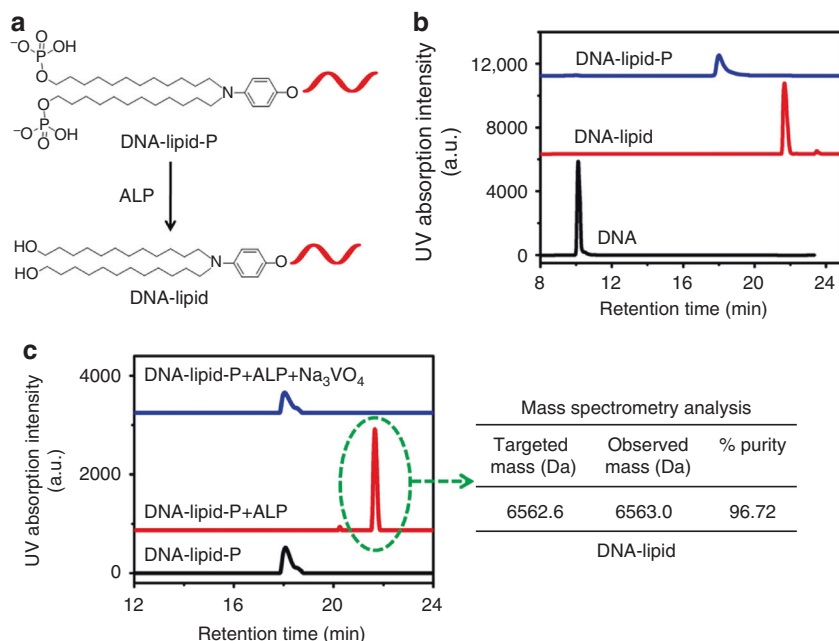 a
⁻O OH
P
O O
N
O
O
O
P
⁻O OH
DNA-lipid-P
ALP
HO
HO
N
O
DNA-lipid
b
UV absorption intensity
(a.u.)
12,000
8000
4000
0
DNA-lipid-P
DNA-lipid
DNA
8 12 16 20 24
Retention time (min)
c
UV absorption intensity
(a.u.)
4000
2000
0
DNA-lipid-P+ALP+Na₃VO₄
DNA-lipid-P+ALP
DNA-lipid-P
12 16 20 24
Retention time (min)
Mass spectrometry analysis
Targeted mass (Da) Observed mass (Da) % purity
6562.6 6563.0 96.72
DNA-lipid